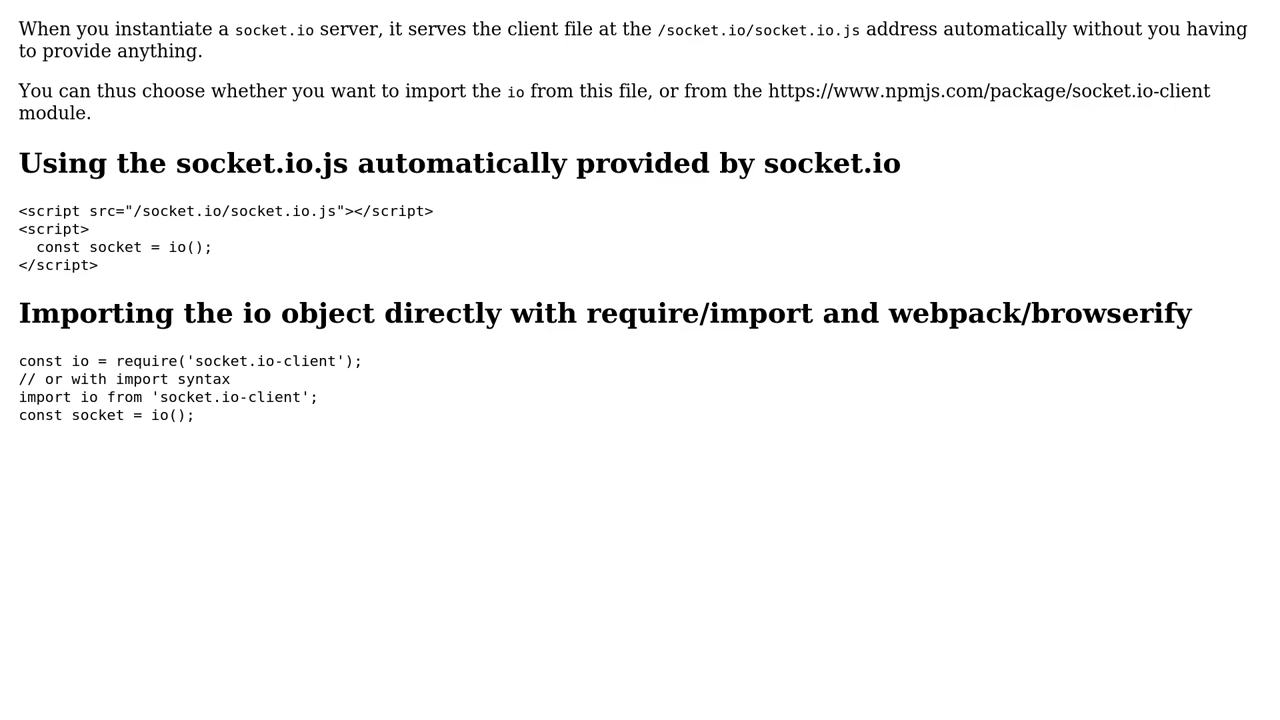 When you instantiate a socket.io server, it serves the client file at the /socket.io/socket.io.js address automatically without you having
to provide anything.
You can thus choose whether you want to import the io from this file, or from the https://www.npmjs.com/package/socket.io-client
module.
Using the socket.io.js automatically provided by socket.io
<script src="/socket.io/socket.io.js"></script>
<script>
  const socket = io();
</script>
Importing the io object directly with require/import and webpack/browserify
const io = require('socket.io-client');
// or with import syntax
import io from 'socket.io-client';
const socket = io();